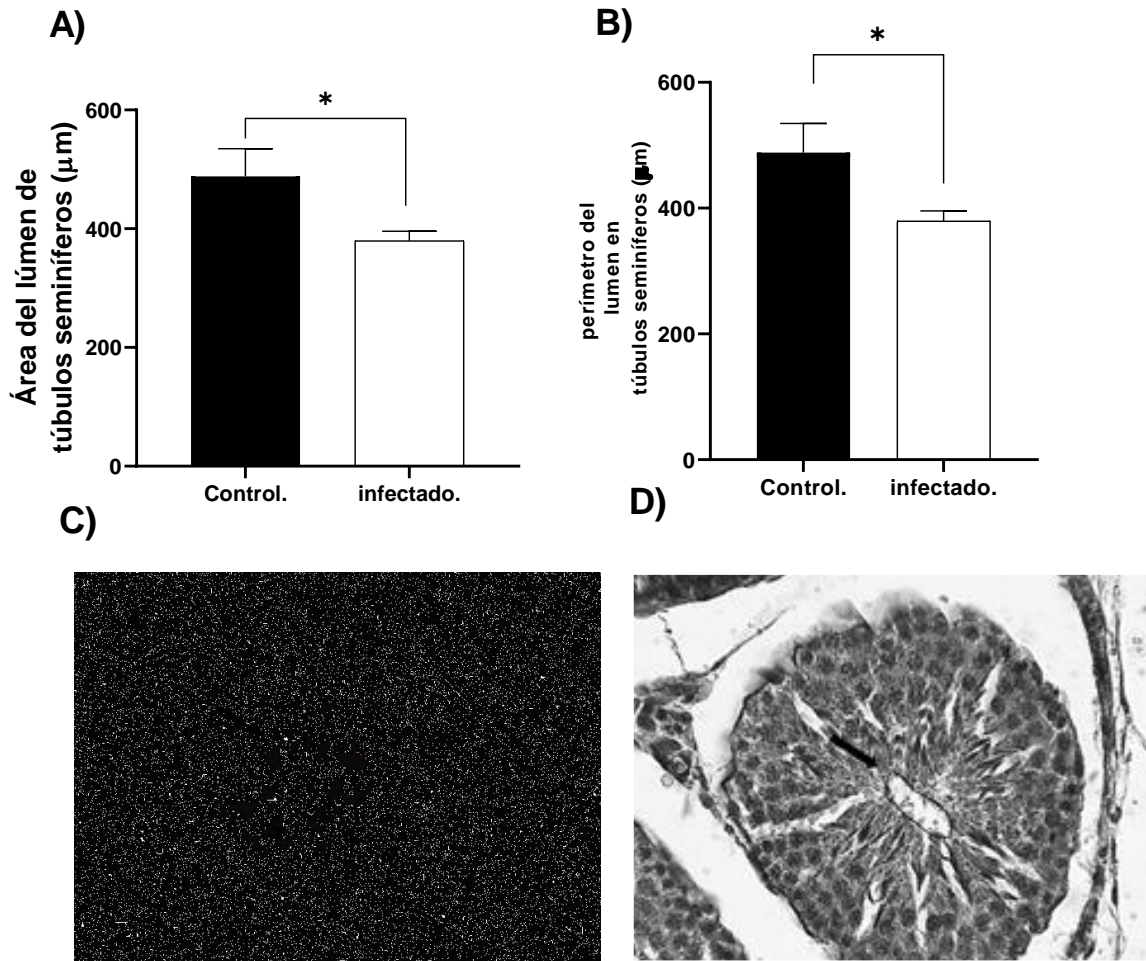 A)
*
600
400
200
0
Área del lúmen de
túbulos seminíferos (μm)
Control.
infectado.
B)
*
600
400
200
0
perímetro del
lumen en
túbulos seminíferos (μm)
Control.
infectado.
C)
D)